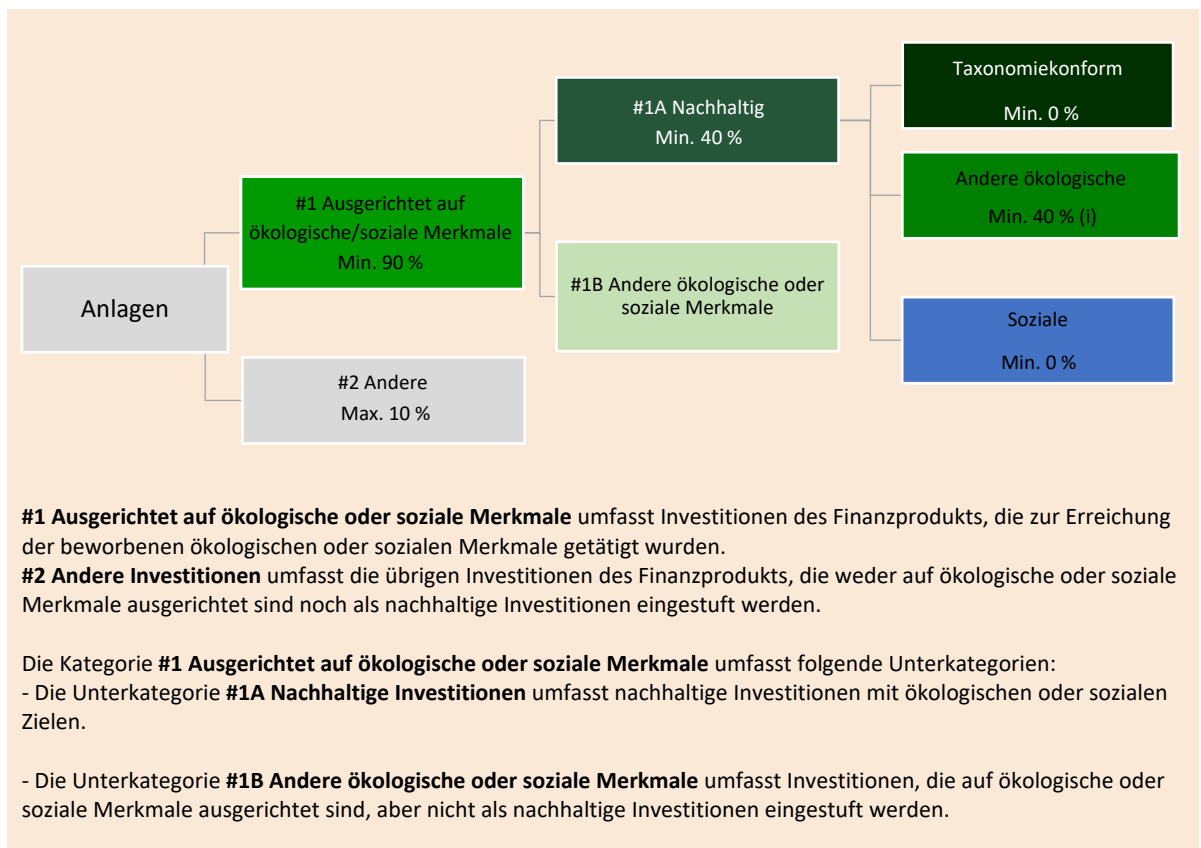 Taxonomiekonform
Min. 0 %
#1A Nachhaltig
Min. 40 %
Andere ökologische
Min. 40 % (i)
#1 Ausgerichtet auf
ökologische/soziale Merkmale
Min. 90 %
#1B Andere ökologische oder
soziale Merkmale
Anlagen
Soziale
Min. 0 %
#2 Andere
Max. 10 %
#1 Ausgerichtet auf ökologische oder soziale Merkmale umfasst Investitionen des Finanzprodukts, die zur Erreichung
der beworbenen ökologischen oder sozialen Merkmale getätigt wurden.
#2 Andere Investitionen umfasst die übrigen Investitionen des Finanzprodukts, die weder auf ökologische oder soziale
Merkmale ausgerichtet sind noch als nachhaltige Investitionen eingestuft werden.
Die Kategorie #1 Ausgerichtet auf ökologische oder soziale Merkmale umfasst folgende Unterkategorien:
- Die Unterkategorie #1A Nachhaltige Investitionen umfasst nachhaltige Investitionen mit ökologischen oder sozialen
Zielen.
- Die Unterkategorie #1B Andere ökologische oder soziale Merkmale umfasst Investitionen, die auf ökologische oder
soziale Merkmale ausgerichtet sind, aber nicht als nachhaltige Investitionen eingestuft werden.